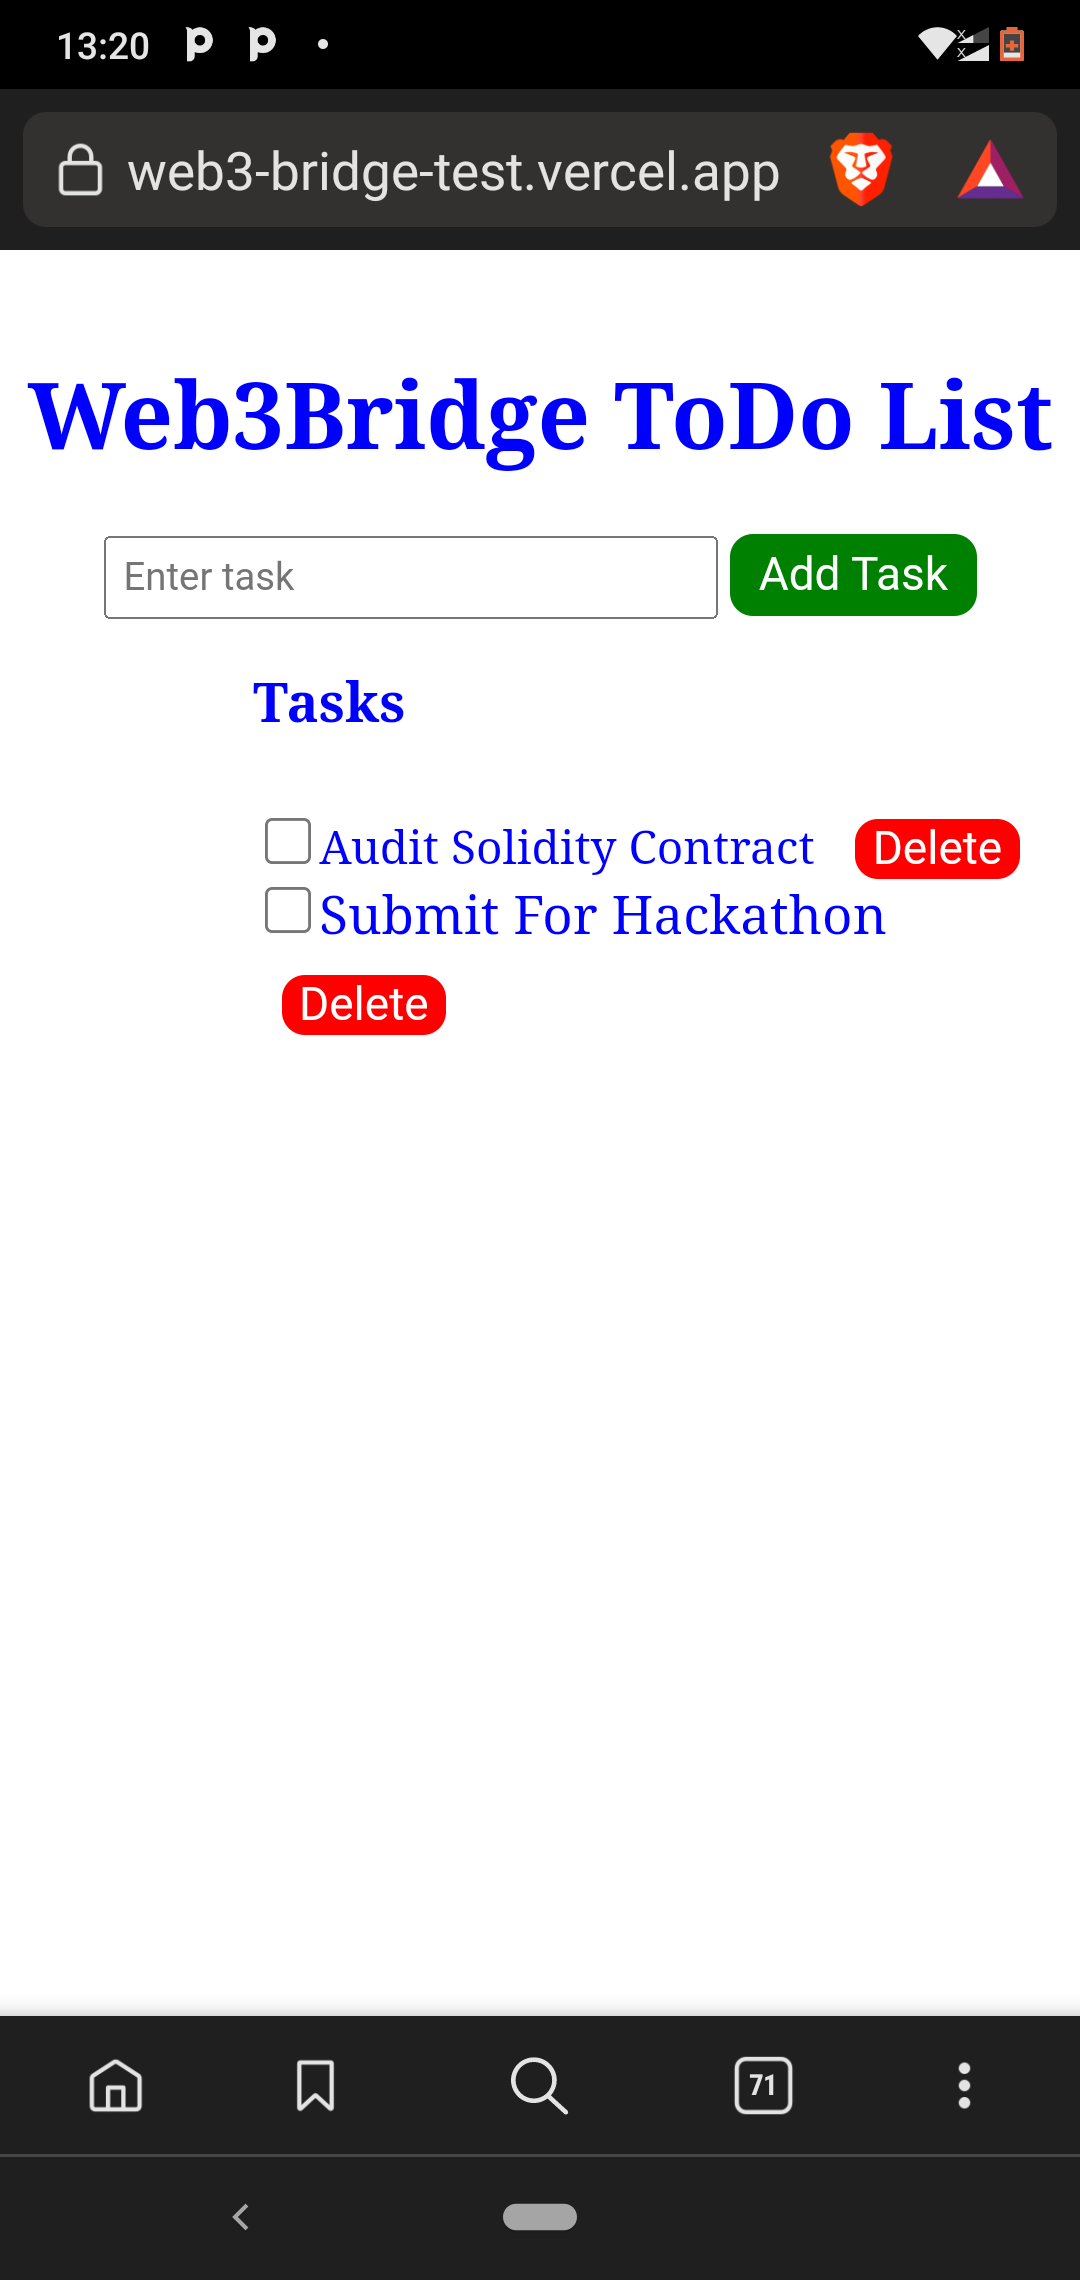 13:20
web3-bridge-test.vercel.app
Web3Bridge ToDo List
Enter task
Add Task
Tasks
Audit Solidity Contract Delete
Submit For Hackathon
Delete
71